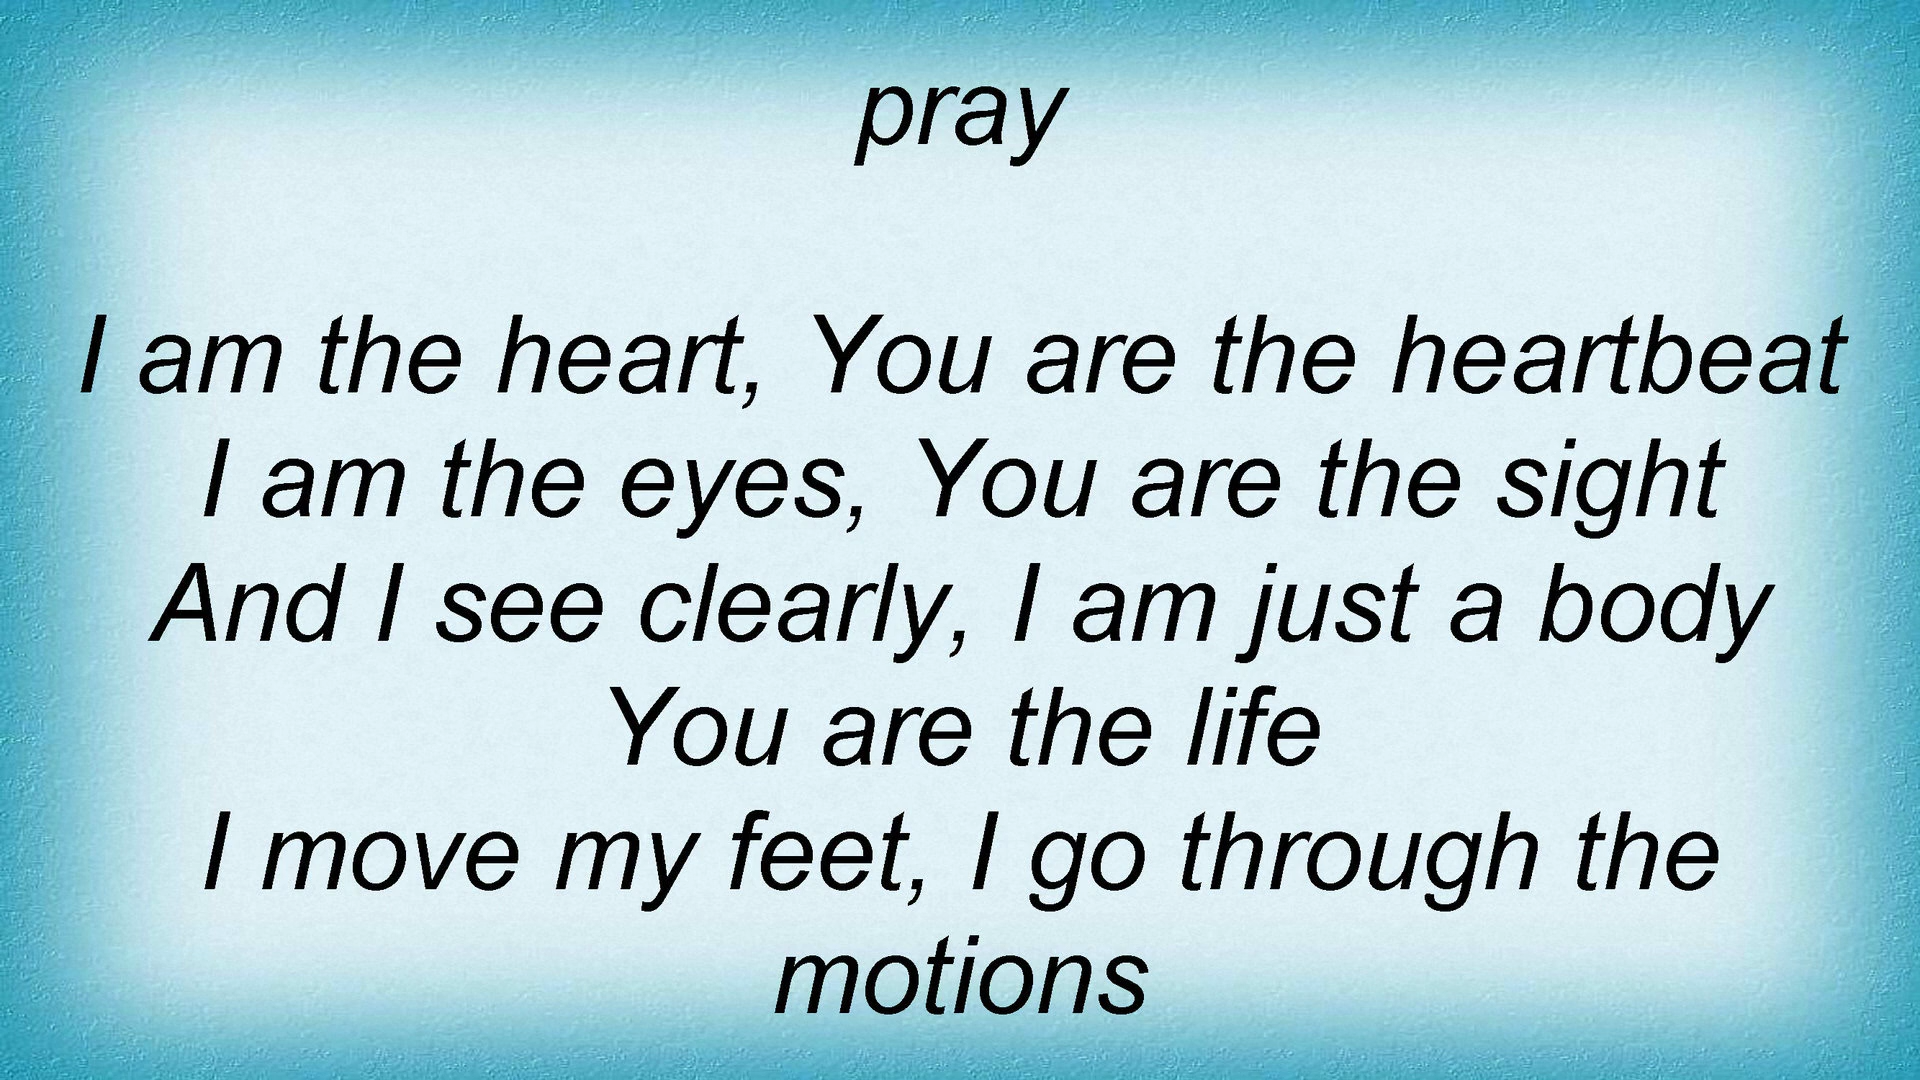 pray
I am the heart, You are the heartbeat
I am the eyes, You are the sight
And I see clearly, I am just a body
You are the life
I move my feet, I go through the
motions